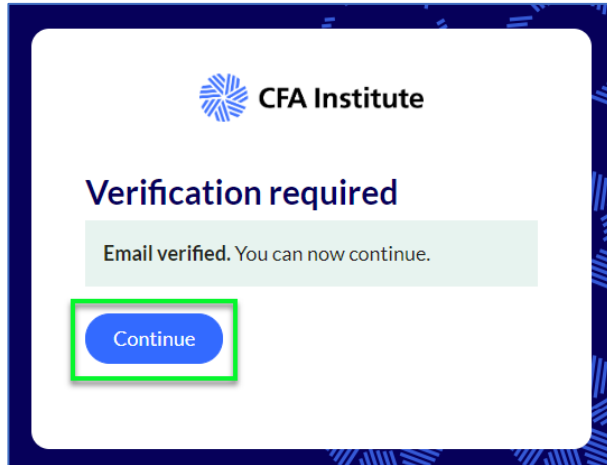 CFA Institute
Verification required
Email verified. You can now continue.
Continue